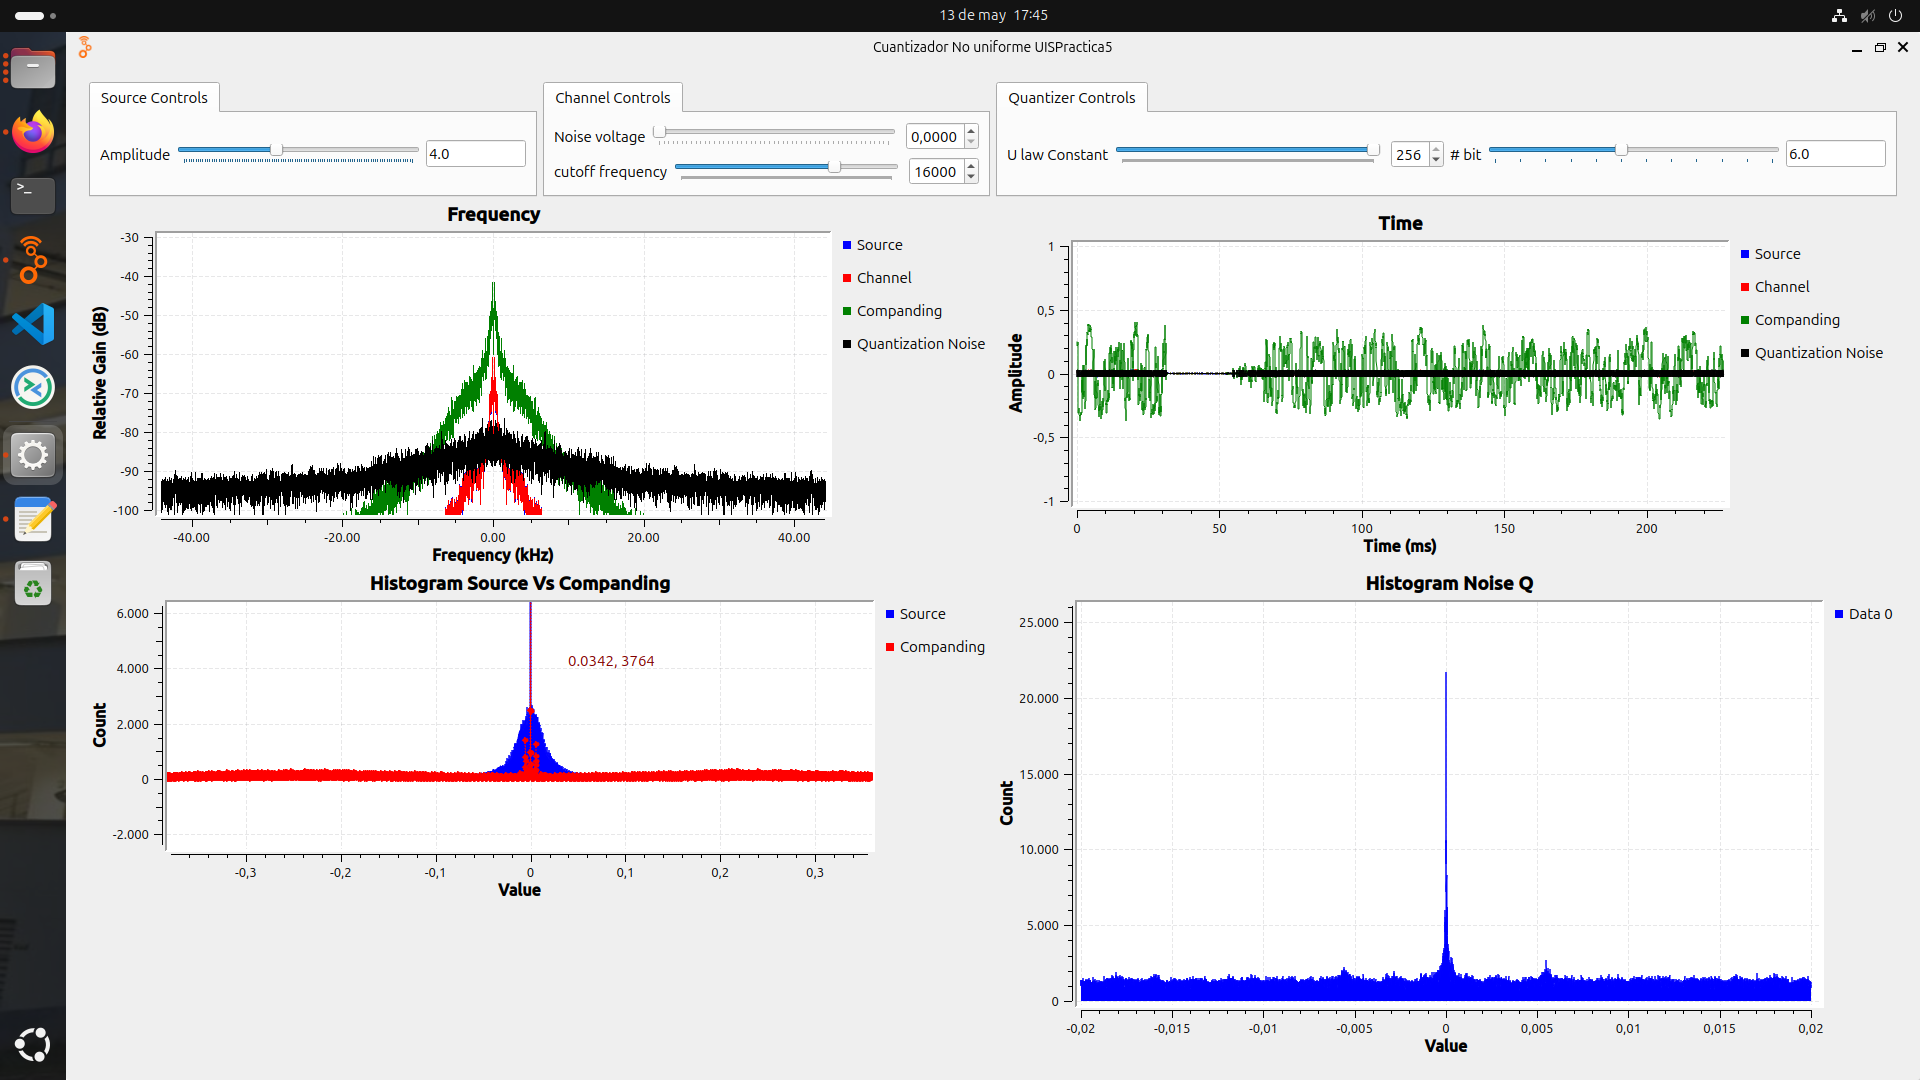 13 de may 17:45
Cuantizador No uniforme UISPractica5
Source Controls
Amplitude
4.0
Channel Controls
Noise voltage
0,0000
cutoff frequency
16000
Quantizer Controls
U law Constant
256
# bit
6.0
Frequency
Relative Gain (dB)
-30
-40
-50
-60
-70
-80
-90
-100
-40.00
-20.00
0.00
20.00
40.00
Frequency (kHz)
Source
Channel
Companding
Quantization Noise
Time
Amplitude
1
0,5
0
-0,5
-1
0
50
100
150
200
Time (ms)
Source
Channel
Companding
Quantization Noise
Histogram Source Vs Companding
Count
6.000
4.000
2.000
0
-2.000
0.0342, 3764
-0,3
-0,2
-0,1
0
0,1
0,2
0,3
Value
Source
Companding
Histogram Noise Q
Count
25.000
20.000
15.000
10.000
5.000
0
-0,02
-0,015
-0,01
-0,005
0
0,005
0,01
0,015
0,02
Value
Data 0
>_